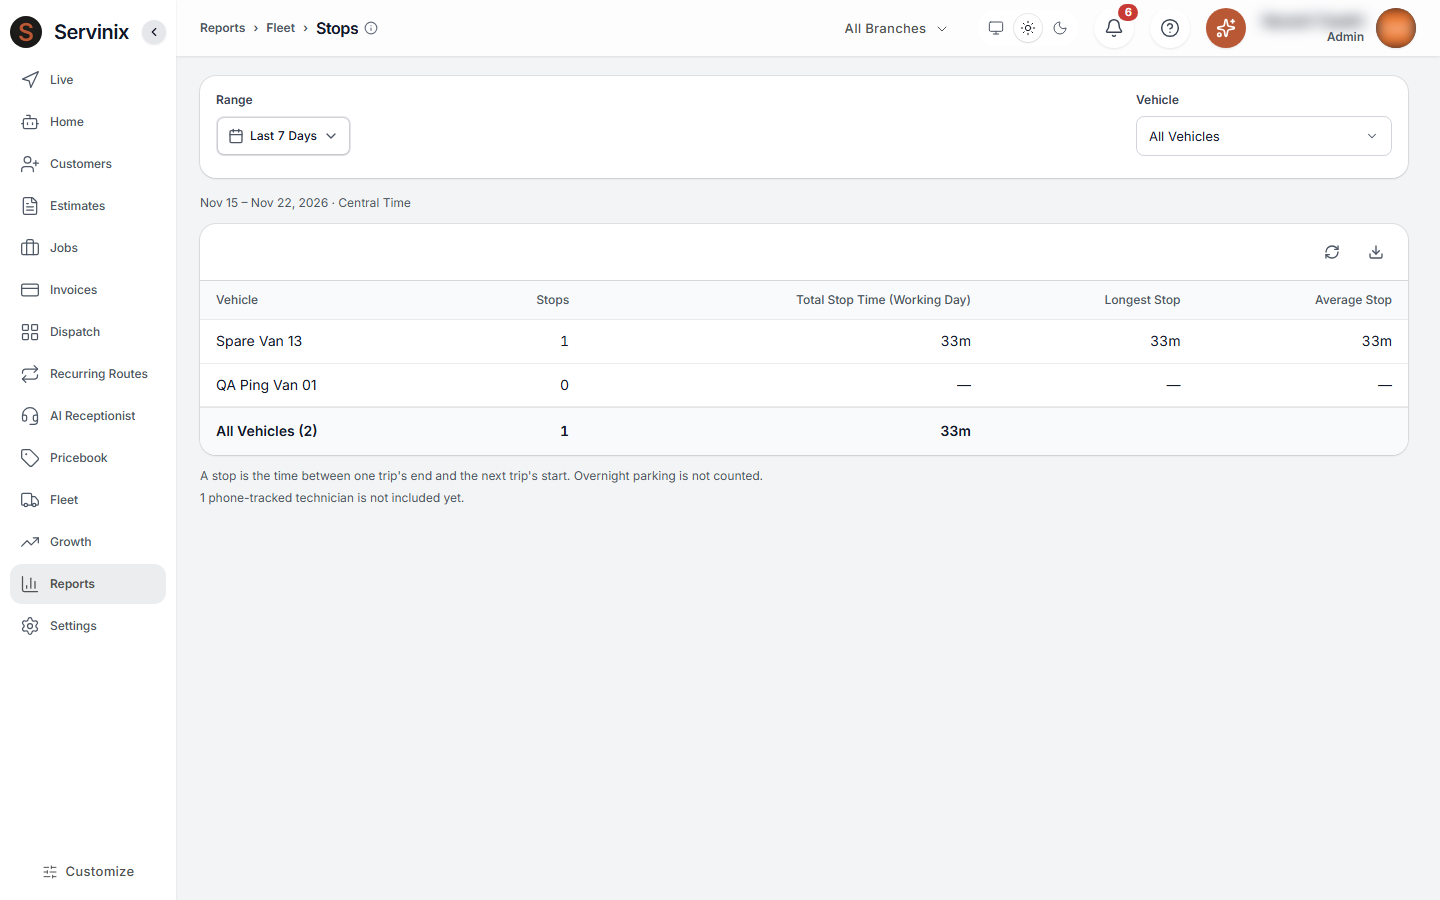 S Servinix
Reports > Fleet > Stops
All Branches
6
Admin
Live
Home
Customers
Estimates
Jobs
Invoices
Dispatch
Recurring Routes
AI Receptionist
Pricebook
Fleet
Growth
Reports
Settings
Customize
Range
Vehicle
Last 7 Days
All Vehicles
Nov 15 – Nov 22, 2026 · Central Time
Vehicle Stops Total Stop Time (Working Day) Longest Stop Average Stop
Spare Van 13 1 33m 33m 33m
QA Ping Van 01 0 — — —
All Vehicles (2) 1 33m
A stop is the time between one trip's end and the next trip's start. Overnight parking is not counted.
1 phone-tracked technician is not included yet.